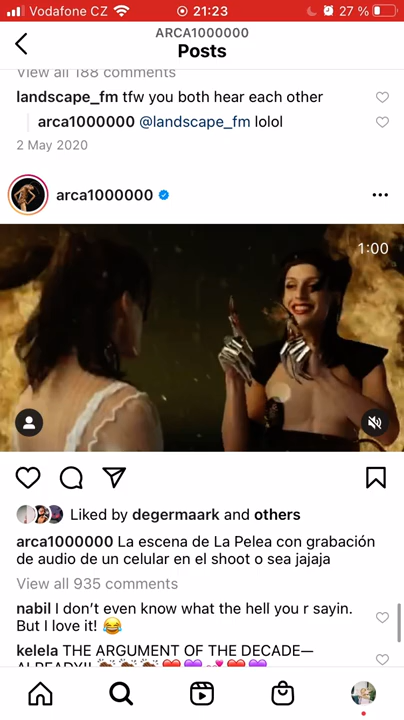 Vodafone CZ 21:23 27 %
ARCA1000000
Posts
View all 188 comments
landscape_fm tfw you both hear each other
arca1000000 @landscape_fm lolol
2 May 2020
arca1000000
1:00
Liked by degermaark and others
arca1000000 La escena de La Pelea con grabación
de audio de un celular en el shoot o sea jajaja
View all 935 comments
nabil I don’t even know what the hell you r sayin.
But I love it! 😂
kelela THE ARGUMENT OF THE DECADE—
ALREADY!!